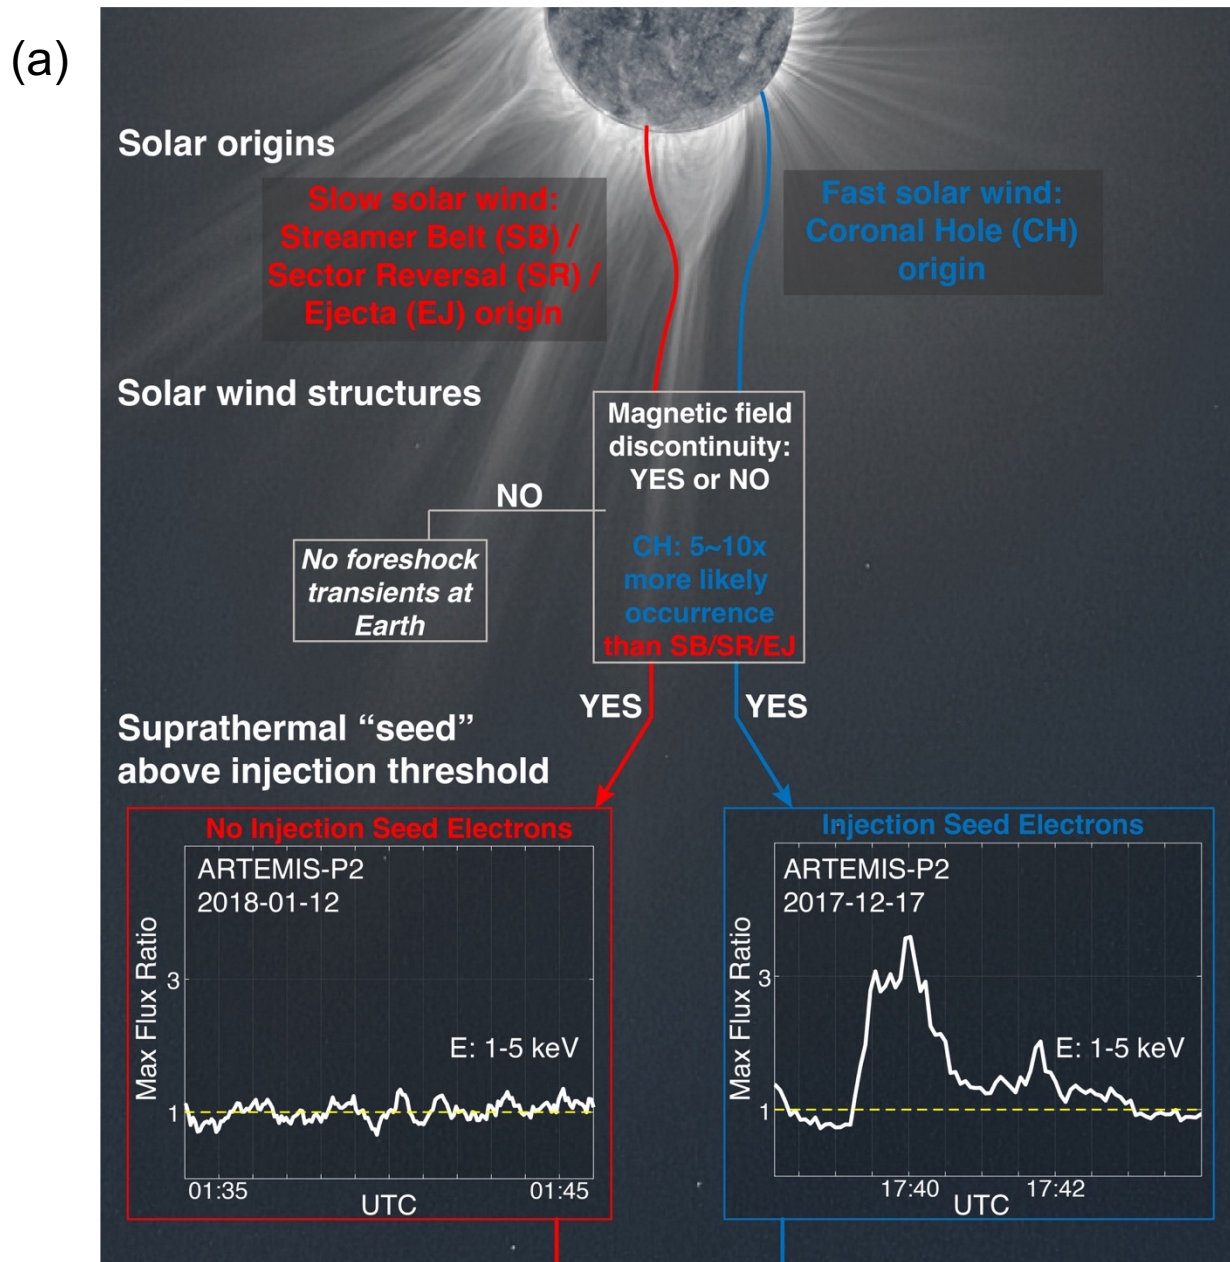 (a)
Solar origins
Slow solar wind:
Streamer Belt (SB) /
Sector Reversal (SR) /
Ejecta (EJ) origin
Fast solar wind:
Coronal Hole (CH)
origin
Solar wind structures
Magnetic field
discontinuity:
YES or NO
CH: 5~10x
more likely
occurrence
than SB/SR/EJ
NO
No foreshock
transients at
Earth
YES
YES
Suprathermal “seed”
above injection threshold
No Injection Seed Electrons
ARTEMIS-P2
2018-01-12
Max Flux Ratio
3
1
E: 1-5 keV
01:35
01:45
UTC
Injection Seed Electrons
ARTEMIS-P2
2017-12-17
Max Flux Ratio
3
1
E: 1-5 keV
17:40
17:42
UTC